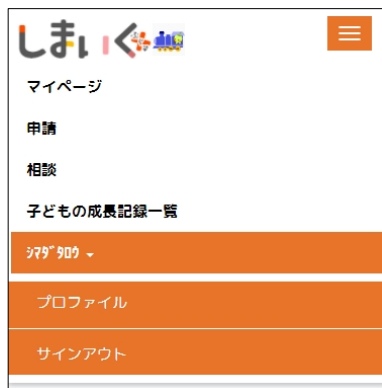 しまいく
マイページ
申請
相談
子どもの成長記録一覧
ｼﾏﾀﾞﾀﾛｳ
プロファイル
サインアウト